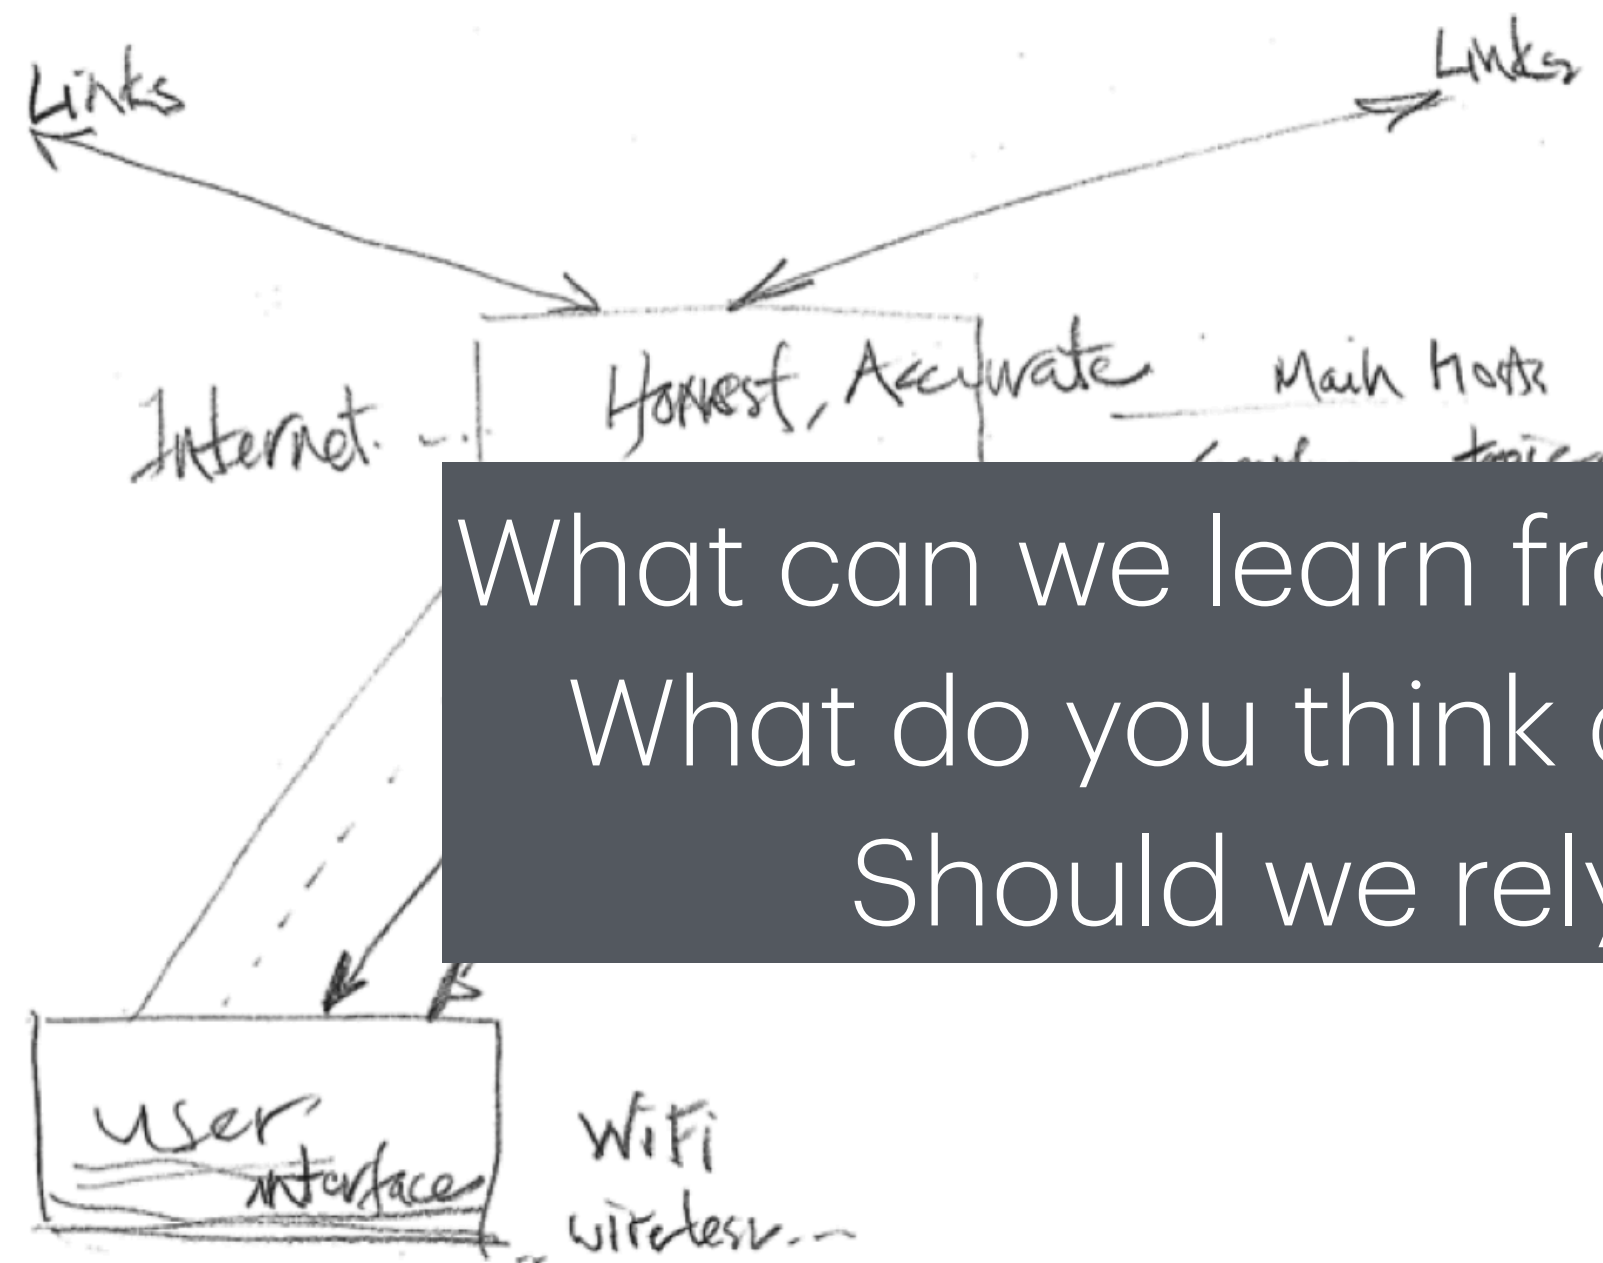 Links
Links
Internet
Honest, Accurate
Main Hosts
What can we learn
What do you think
Should we rely
user
interface
WiFi
wireless...